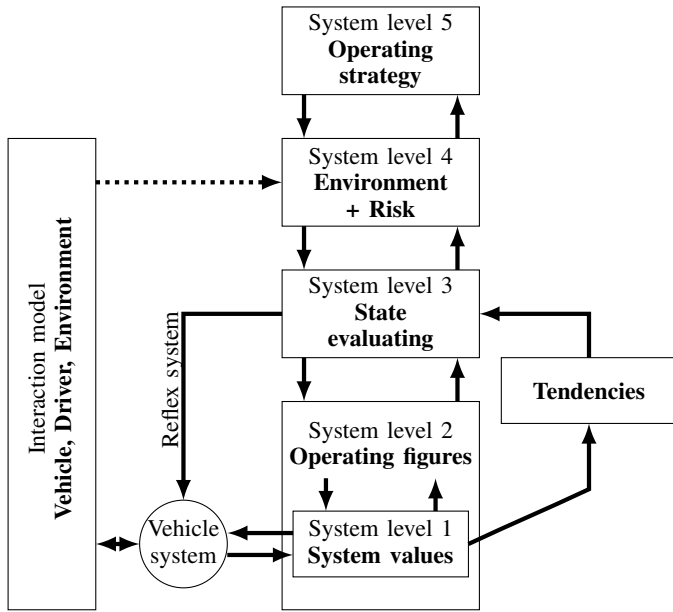 System level 5
Operating
strategy
System level 4
Environment
+ Risk
System level 3
State
evaluating
Interaction model
Vehicle, Driver, Environment
Reflex system
Tendencies
System level 2
Operating figures
Vehicle
system
System level 1
System values